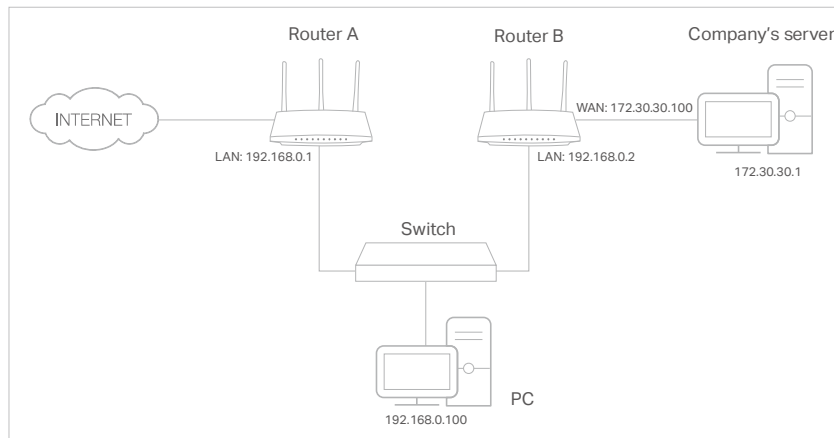 Router A
Router B
Company's server
INTERNET
WAN: 172.30.30.100
LAN: 192.168.0.1
LAN: 192.168.0.2
172.30.30.1
Switch
PC
192.168.0.100